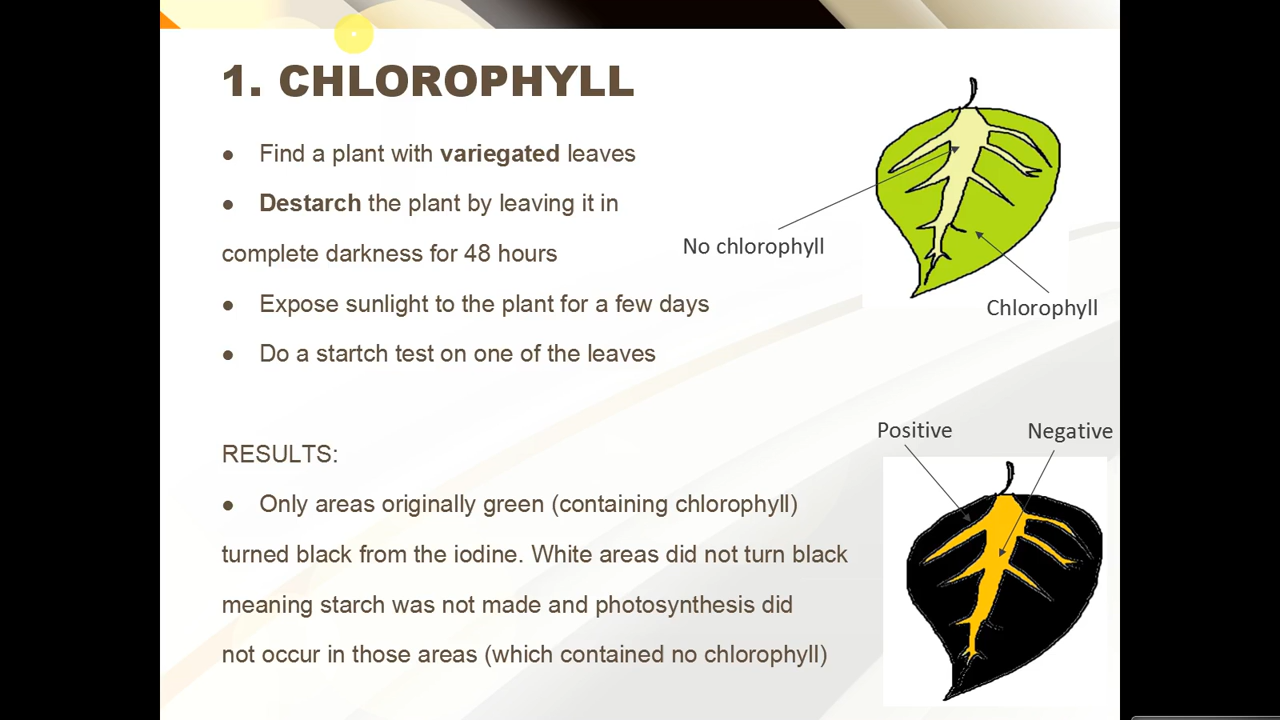 1. CHLOROPHYLL
● Find a plant with variegated leaves
● Destarch the plant by leaving it in
complete darkness for 48 hours
● Expose sunlight to the plant for a few days
● Do a startch test on one of the leaves
No chlorophyll
Chlorophyll
RESULTS:
● Only areas originally green (containing chlorophyll)
turned black from the iodine. White areas did not turn black
meaning starch was not made and photosynthesis did
not occur in those areas (which contained no chlorophyll)
Positive
Negative